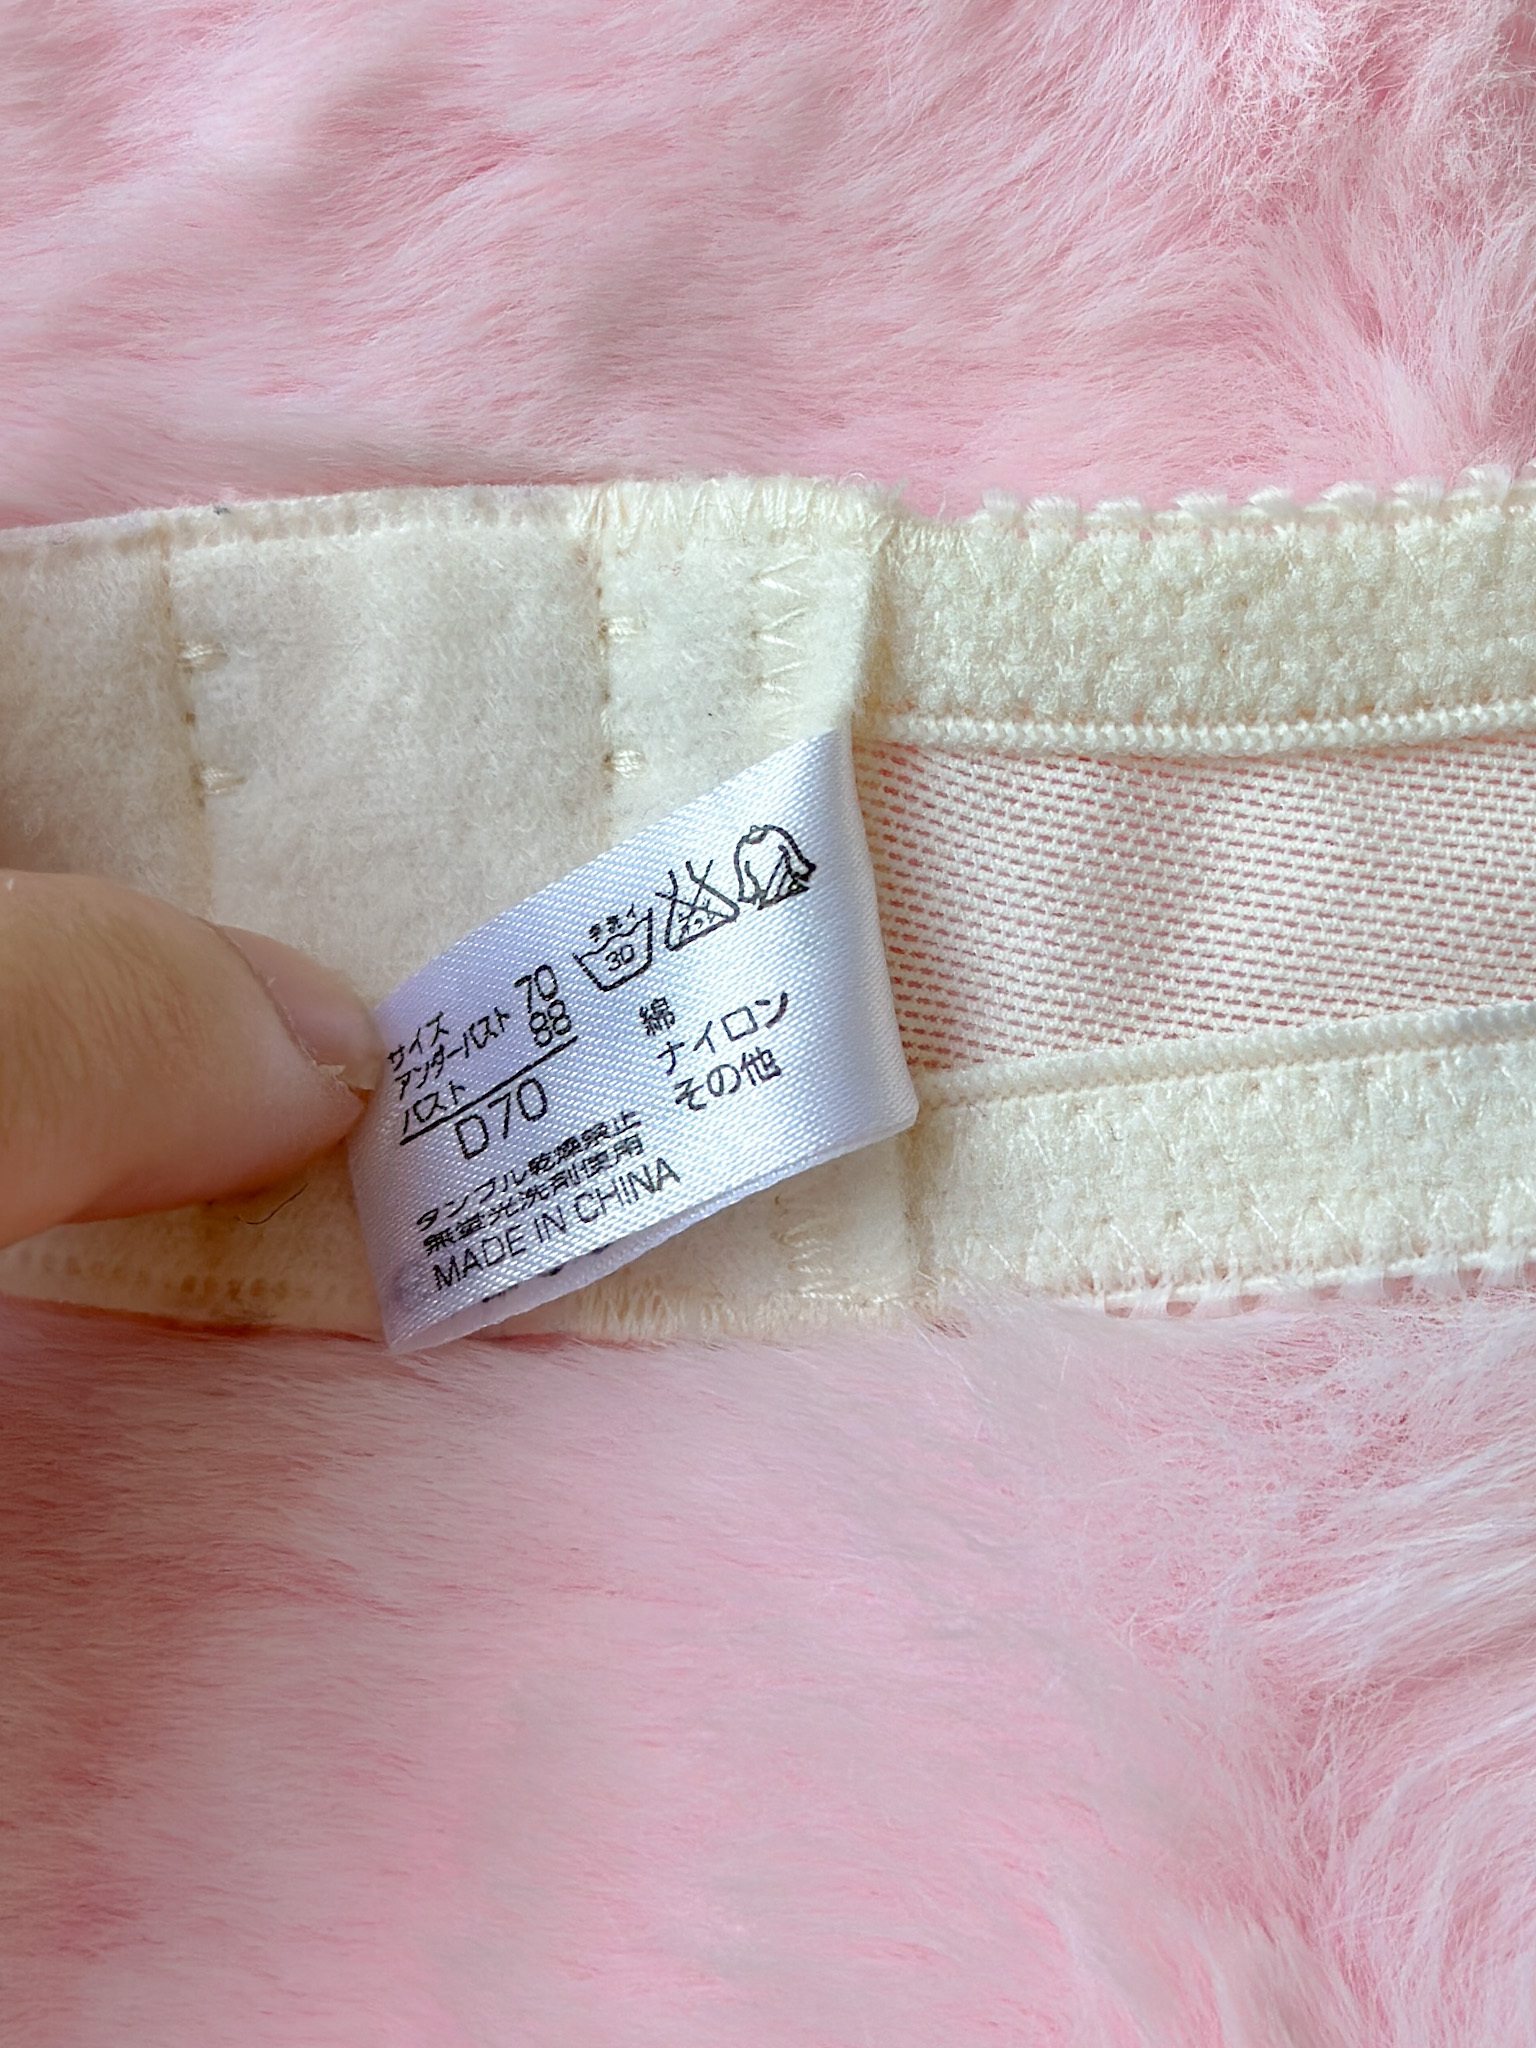 手洗イ
30
サイズ
アンダーバスト 70
バスト 88
D70
綿
ナイロン
その他
タンブル乾燥禁止
無蛍光洗剤使用
MADE IN CHINA